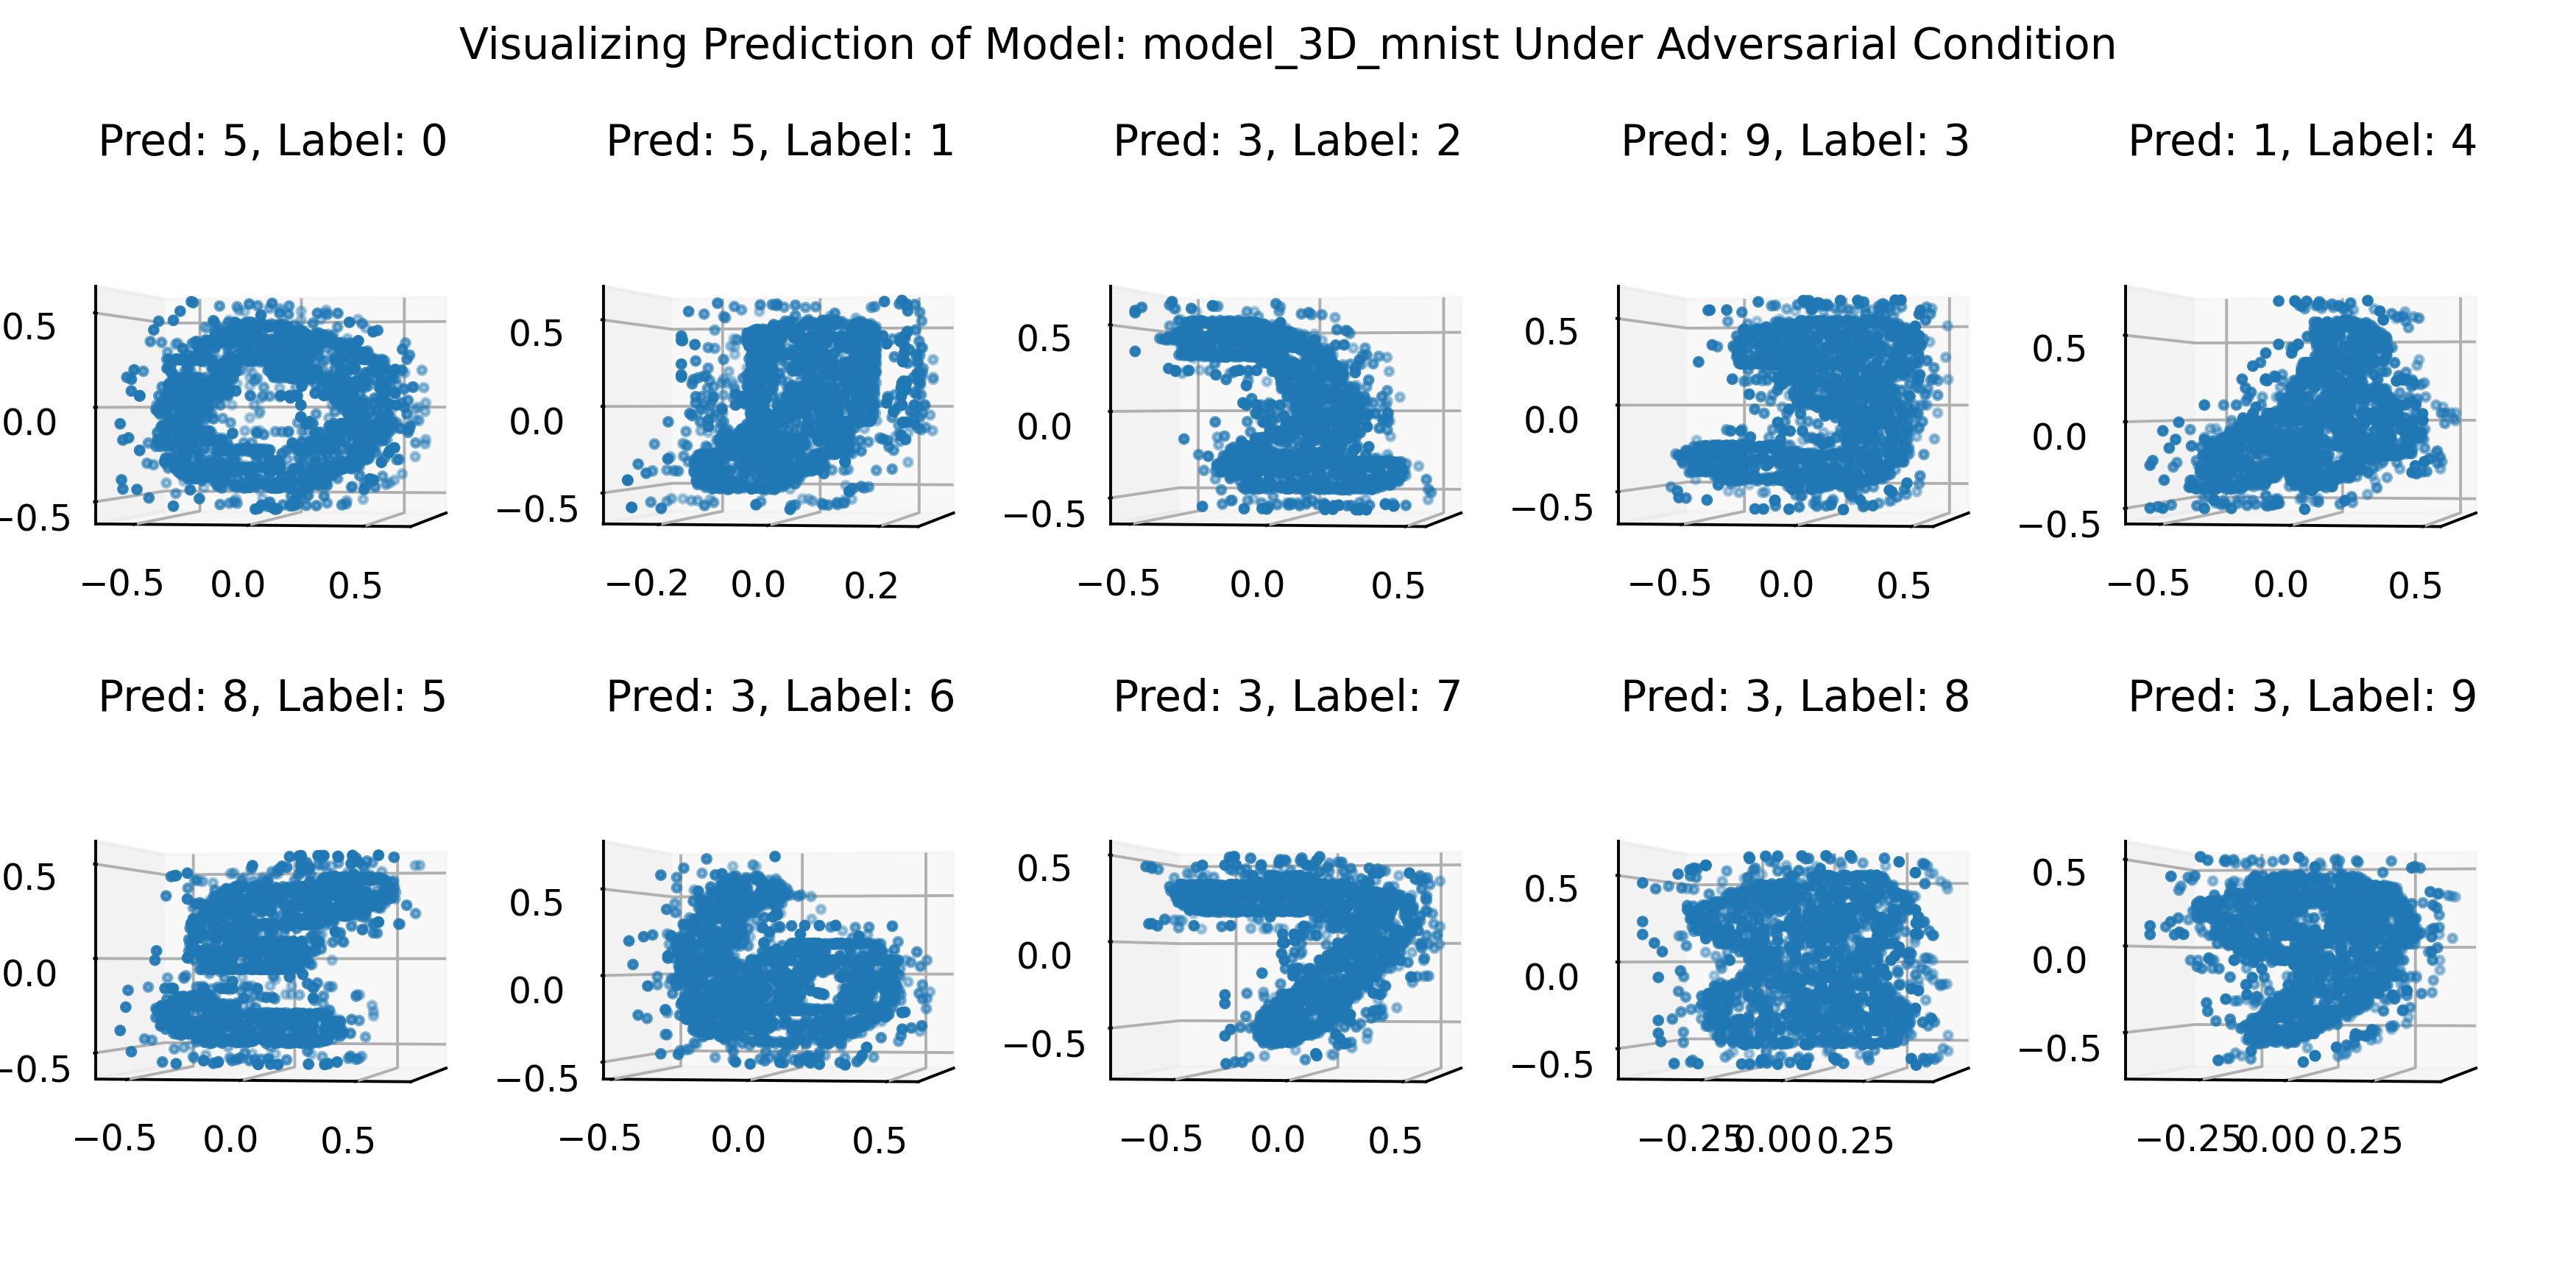 Visualizing Prediction of Model: model_3D_mnist Under Adversarial Condition
Pred: 5, Label: 0
Pred: 5, Label: 1
Pred: 3, Label: 2
Pred: 9, Label: 3
Pred: 1, Label: 4
0.5
0.0
−0.5
−0.5 0.0 0.5
0.5
0.0
−0.5
−0.2 0.0 0.2
0.5
0.0
−0.5
−0.5 0.0 0.5
0.5
0.0
−0.5
−0.5 0.0 0.5
0.5
0.0
−0.5
−0.5 0.0 0.5
Pred: 8, Label: 5
Pred: 3, Label: 6
Pred: 3, Label: 7
Pred: 3, Label: 8
Pred: 3, Label: 9
0.5
0.0
−0.5
−0.5 0.0 0.5
0.5
0.0
−0.5
−0.5 0.0 0.5
0.5
0.0
−0.5
−0.5 0.0 0.5
0.5
0.0
−0.5
−0.25 0.00 0.25
0.5
0.0
−0.5
−0.25 0.00 0.25